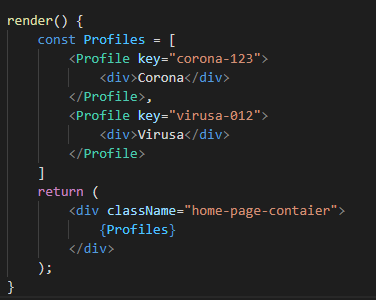 render() {
    const Profiles = [
        <Profile key="corona-123">
            <div>Corona</div>
        </Profile>,
        <Profile key="virusa-012">
            <div>Virusa</div>
        </Profile>
    ]
    return (
        <div className="home-page-contaier">
            {Profiles}
        </div>
    );
}